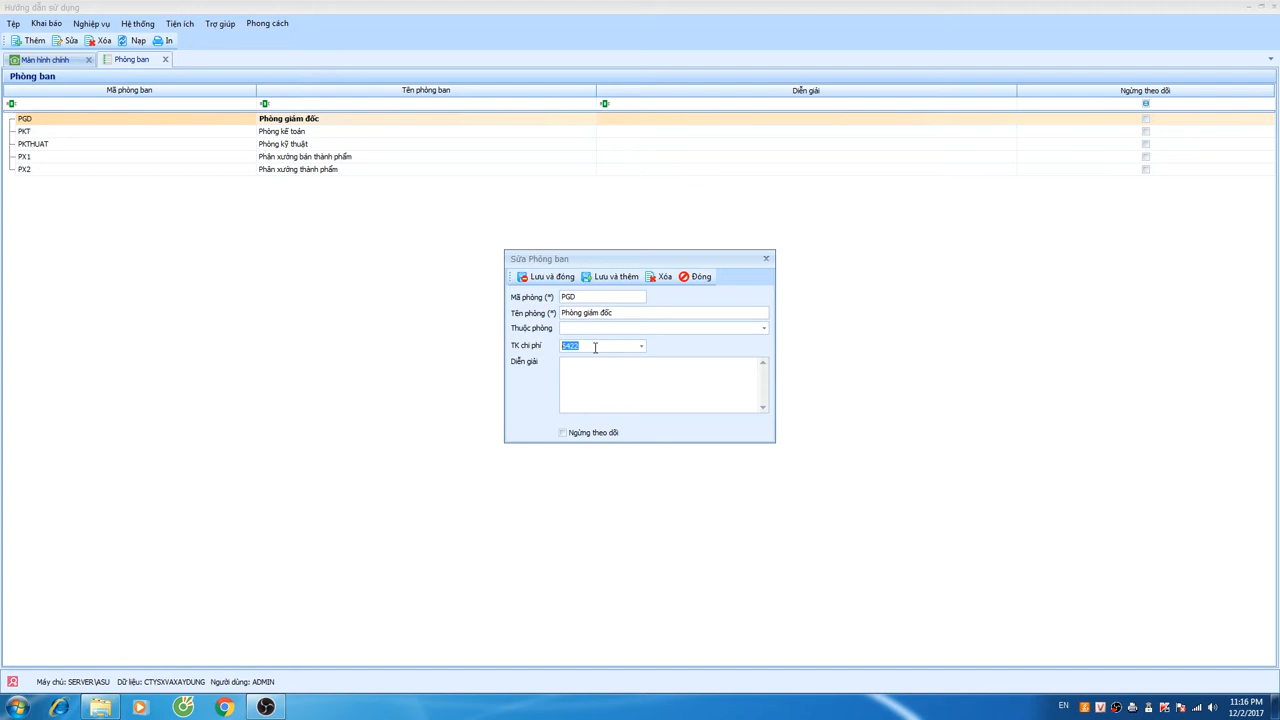 Hướng dẫn sử dụng
Tệp Khai báo Nghiệp vụ Hệ thống Tiện ích Trợ giúp Phong cách
Thêm Sửa Xóa Nạp In
Màn hình chính Phòng ban
Phòng ban
Mã phòng ban Tên phòng ban Diễn giải Ngừng theo dõi
PGD Phòng giám đốc
PKT Phòng kế toán
PKTHUAT Phòng kỹ thuật
PX1 Phân xưởng bán thành phẩm
PX2 Phân xưởng thành phẩm
Sửa Phòng ban
Lưu và đóng Lưu và thêm Xóa Đóng
Mã phòng (*) PGD
Tên phòng (*) Phòng giám đốc
Thuộc phòng
TK chi phí 6422
Diễn giải
Ngừng theo dõi
Máy chủ: SERVER\ASU Dữ liệu: CTYSXVAXAYDUNG Người dùng: ADMIN
EN 11:16 PM
12/2/2017